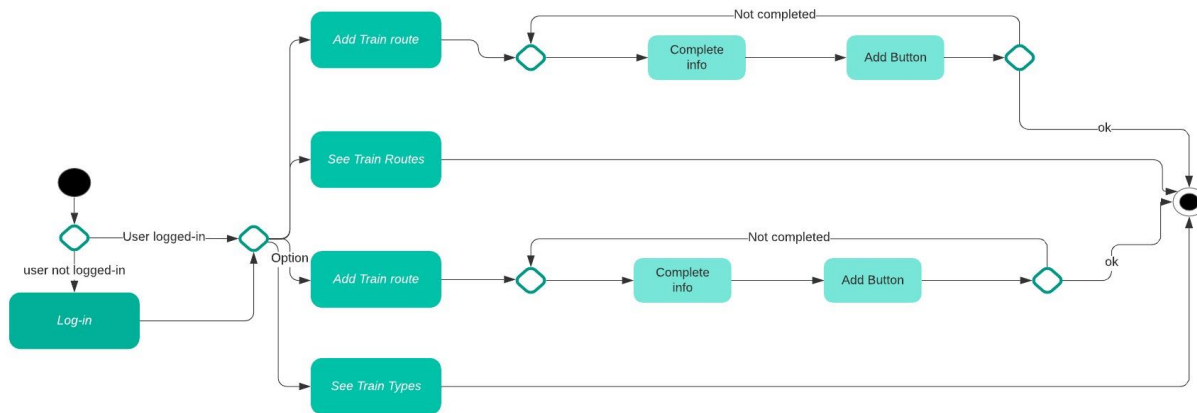 Not completed
Add Train route
Complete
info
Add Button
ok
See Train Routes
User logged-in
Not completed
Option
user not logged-in
Add Train route
Complete
info
Add Button
ok
Log-in
See Train Types